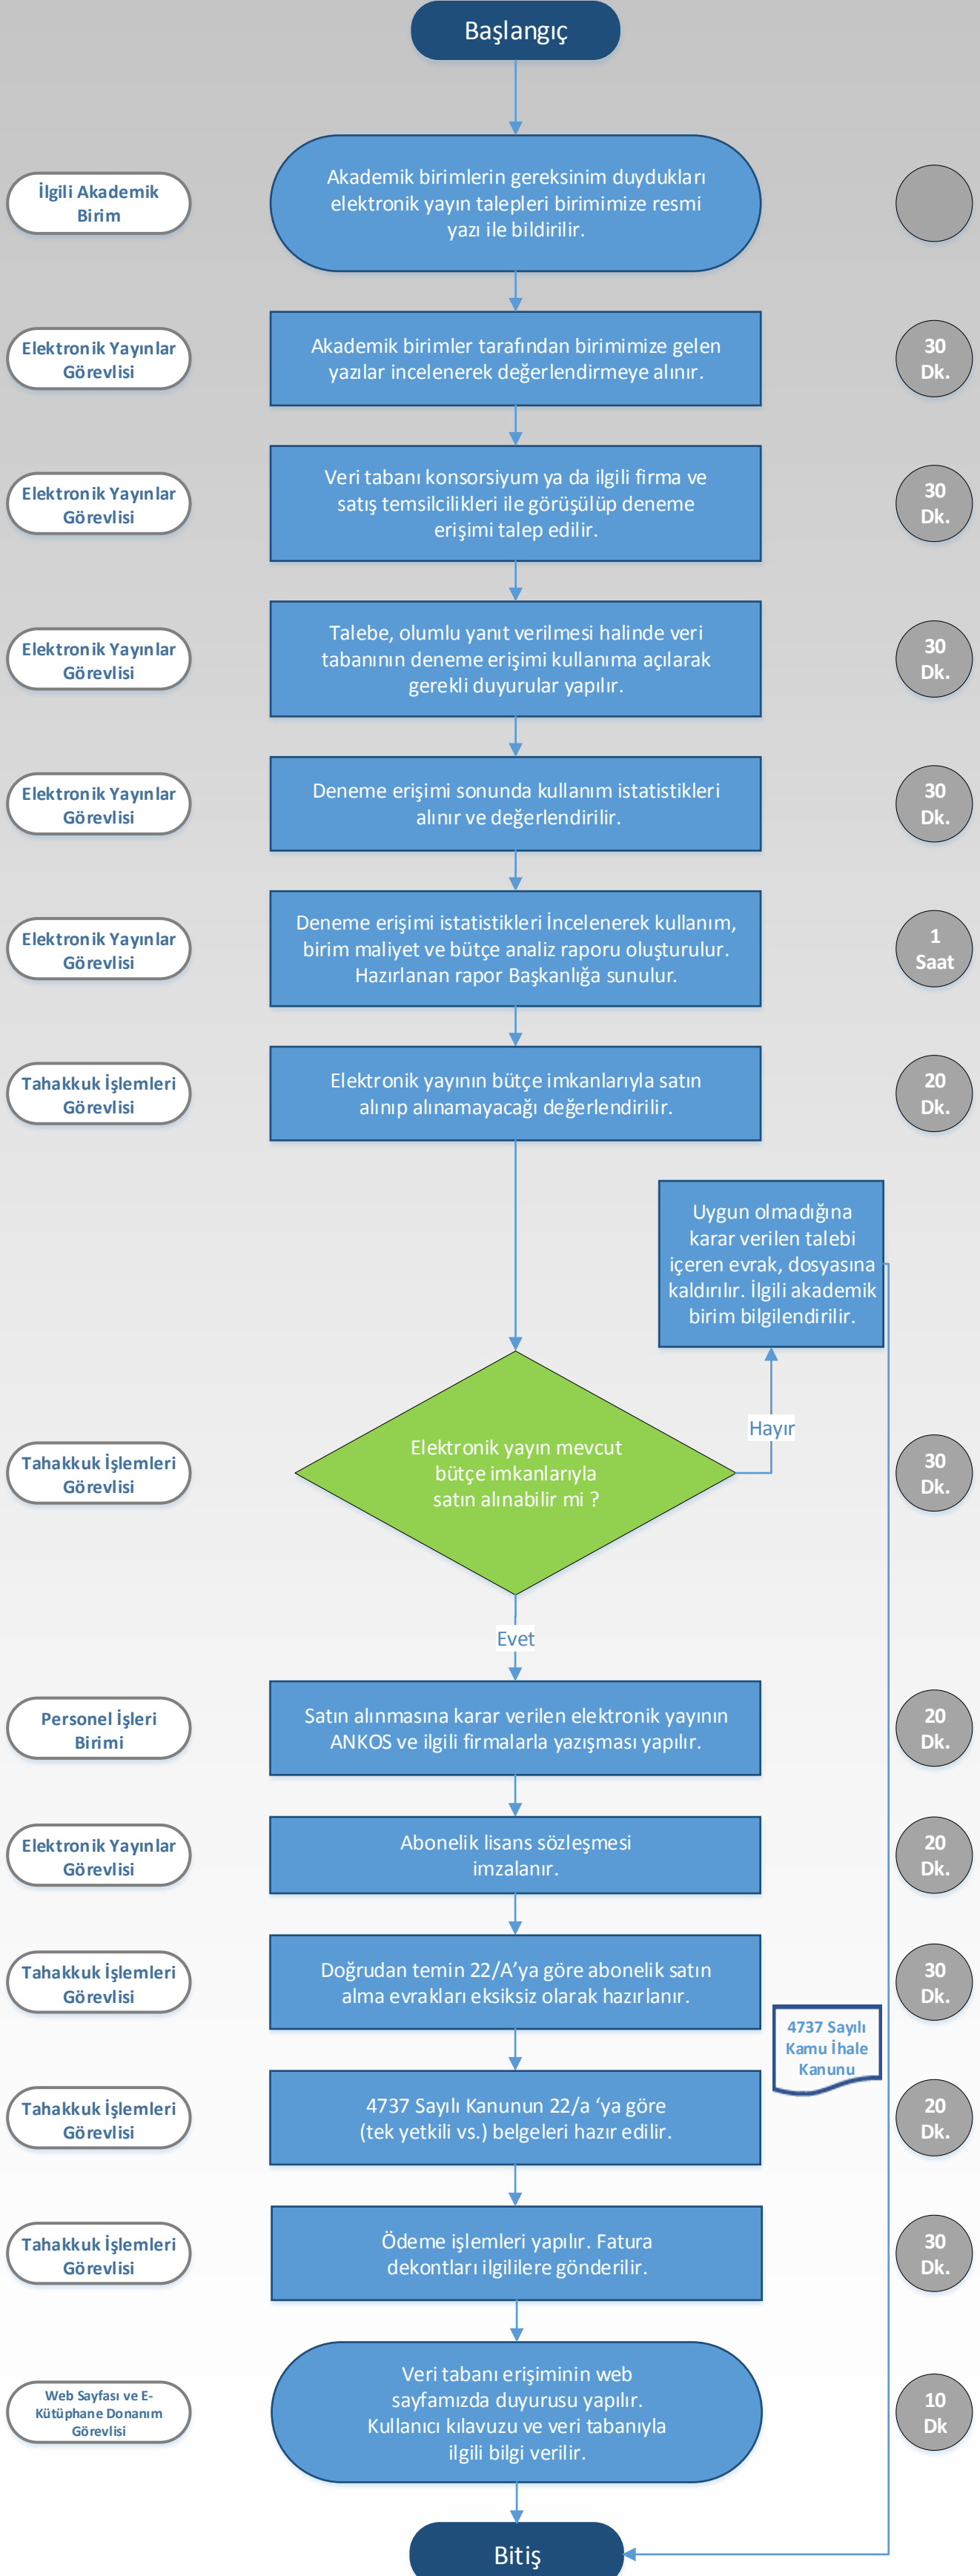 Başlangıç
İlgili Akademik
Birim
Akademik birimlerin gereksinim duydukları
elektronik yayın talepleri birimimize resmi
yazı ile bildirilir.
Elektronik Yayınlar
Görevlisi
Akademik birimler tarafından birimimize gelen
yazılar incelenerek değerlendirmeye alınır.
30
Dk.
Elektronik Yayınlar
Görevlisi
Veri tabanı konsorsiyum ya da ilgili firma ve
satış temsilcilikleri ile görüşülüp deneme
erişimi talep edilir.
30
Dk.
Elektronik Yayınlar
Görevlisi
Talebe, olumlu yanıt verilmesi halinde veri
tabanının deneme erişimi kullanıma açılarak
gerekli duyurular yapılır.
30
Dk.
Elektronik Yayınlar
Görevlisi
Deneme erişimi sonunda kullanım istatistikleri
alınır ve değerlendirilir.
30
Dk.
Elektronik Yayınlar
Görevlisi
Deneme erişimi istatistikleri İncelenerek kullanım,
birim maliyet ve bütçe analiz raporu oluşturulur.
Hazırlanan rapor Başkanlığa sunulur.
1
Saat
Tahakkuk İşlemleri
Görevlisi
Elektronik yayının bütçe imkanlarıyla satın
alınıp alınamayacağı değerlendirilir.
20
Dk.
Uygun olmadığına
karar verilen talebi
içeren evrak, dosyasına
kaldırılır. İlgili akademik
birim bilgilendirilir.
Hayır
Tahakkuk İşlemleri
Görevlisi
Elektronik yayın mevcut
bütçe imkanlarıyla
satın alınabilir mi ?
30
Dk.
Evet
Personel İşleri
Birimi
Satın alınmasına karar verilen elektronik yayının
ANKOS ve ilgili firmalarla yazışması yapılır.
20
Dk.
Elektronik Yayınlar
Görevlisi
Abonelik lisans sözleşmesi
imzalanır.
20
Dk.
Tahakkuk İşlemleri
Görevlisi
Doğrudan temin 22/A’ya göre abonelik satın
alma evrakları eksiksiz olarak hazırlanır.
30
Dk.
4737 Sayılı
Kamu İhale
Kanunu
Tahakkuk İşlemleri
Görevlisi
4737 Sayılı Kanunun 22/a ‘ya göre
(tek yetkili vs.) belgeleri hazır edilir.
20
Dk.
Tahakkuk İşlemleri
Görevlisi
Ödeme işlemleri yapılır. Fatura
dekontları ilgililere gönderilir.
30
Dk.
Web Sayfası ve E-
Kütüphane Donanım
Görevlisi
Veri tabanı erişiminin web
sayfamızda duyurusu yapılır.
Kullanıcı kılavuzu ve veri tabanıyla
ilgili bilgi verilir.
10
Dk
Bitiş